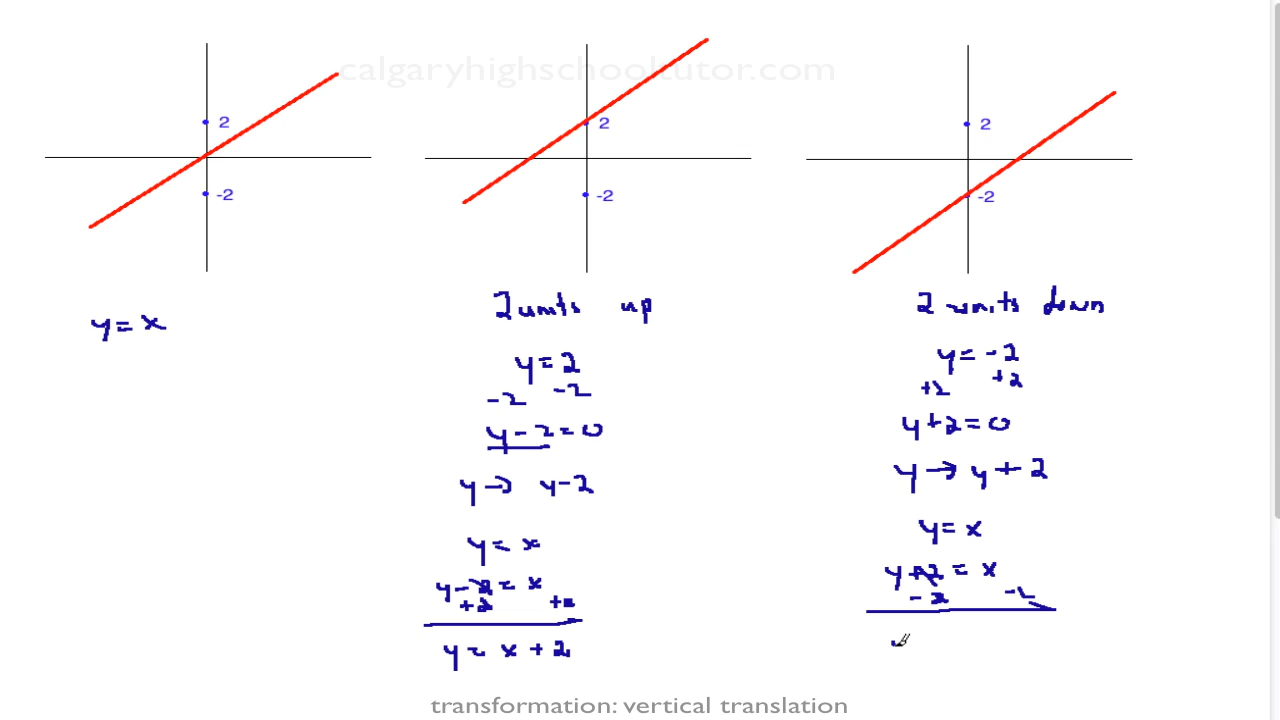 calgaryhighschooltutor.com
2
-2
2
-2
2
-2
y = x
2 units up
y = 2
-2 -2
y - 2 = 0
y → y - 2
y = x
y - 2 = x
+2 +2
y = x + 2
2 units down
y = -2
+2 +2
y + 2 = 0
y → y + 2
y = x
y + 2 = x
-2 -2
transformation: vertical translation